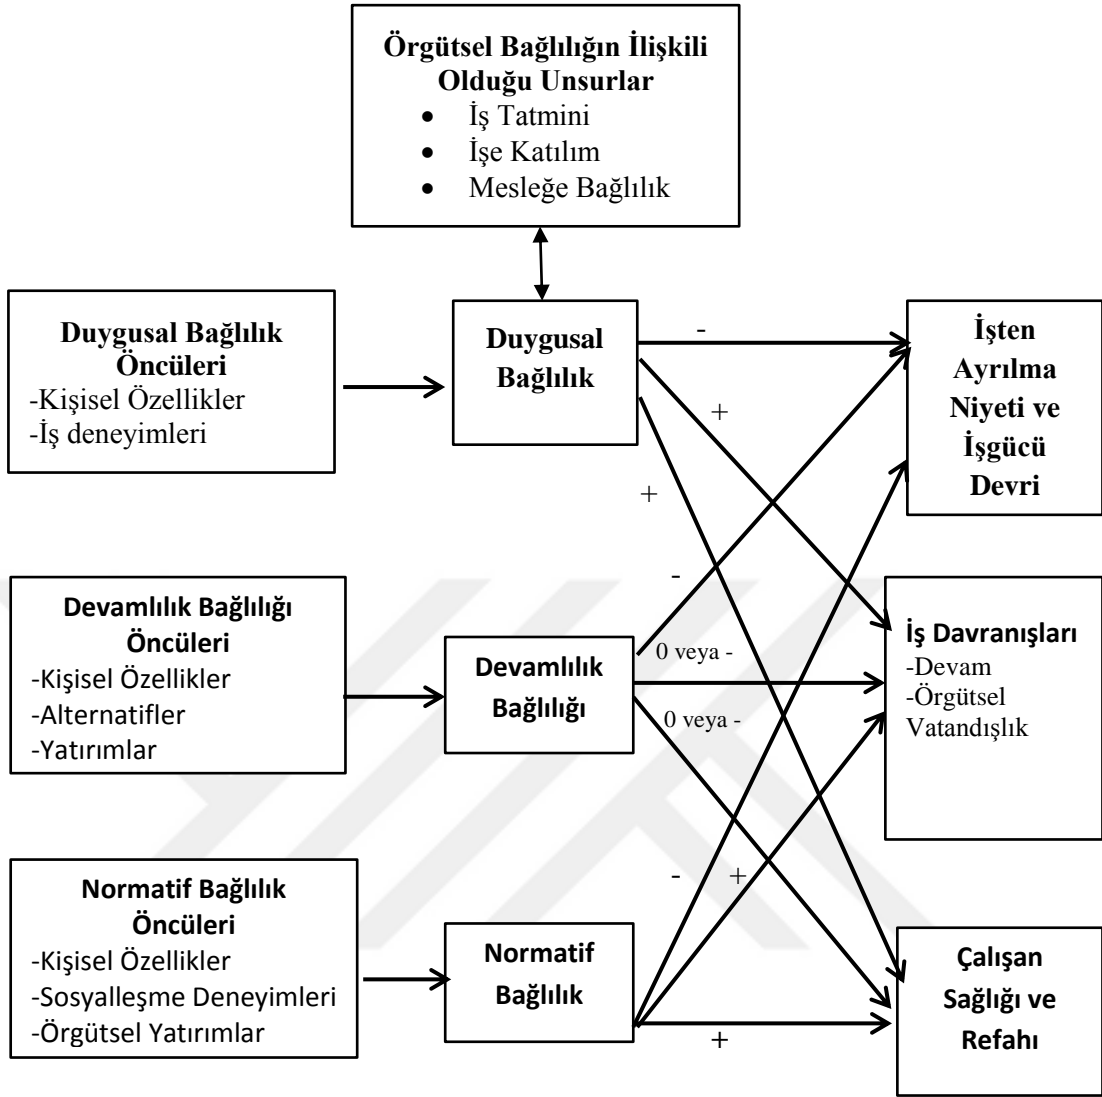 Örgütsel Bağlılığın İlişkili
Olduğu Unsurlar
• İş Tatmini
• İşe Katılım
• Mesleğe Bağlılık
Duygusal Bağlılık
Öncüleri
-Kişisel Özellikler
-İş deneyimleri
Duygusal
Bağlılık
-
+
+
İşten
Ayrılma
Niyeti ve
İşgücü
Devri
Devamlılık Bağlılığı
Öncüleri
-Kişisel Özellikler
-Alternatifler
-Yatırımlar
Devamlılık
Bağlılığı
-
0 veya -
0 veya -
İş Davranışları
-Devam
-Örgütsel
Vatandışlık
Normatif Bağlılık
Öncüleri
-Kişisel Özellikler
-Sosyalleşme Deneyimleri
-Örgütsel Yatırımlar
Normatif
Bağlılık
-
+
+
Çalışan
Sağlığı ve
Refahı